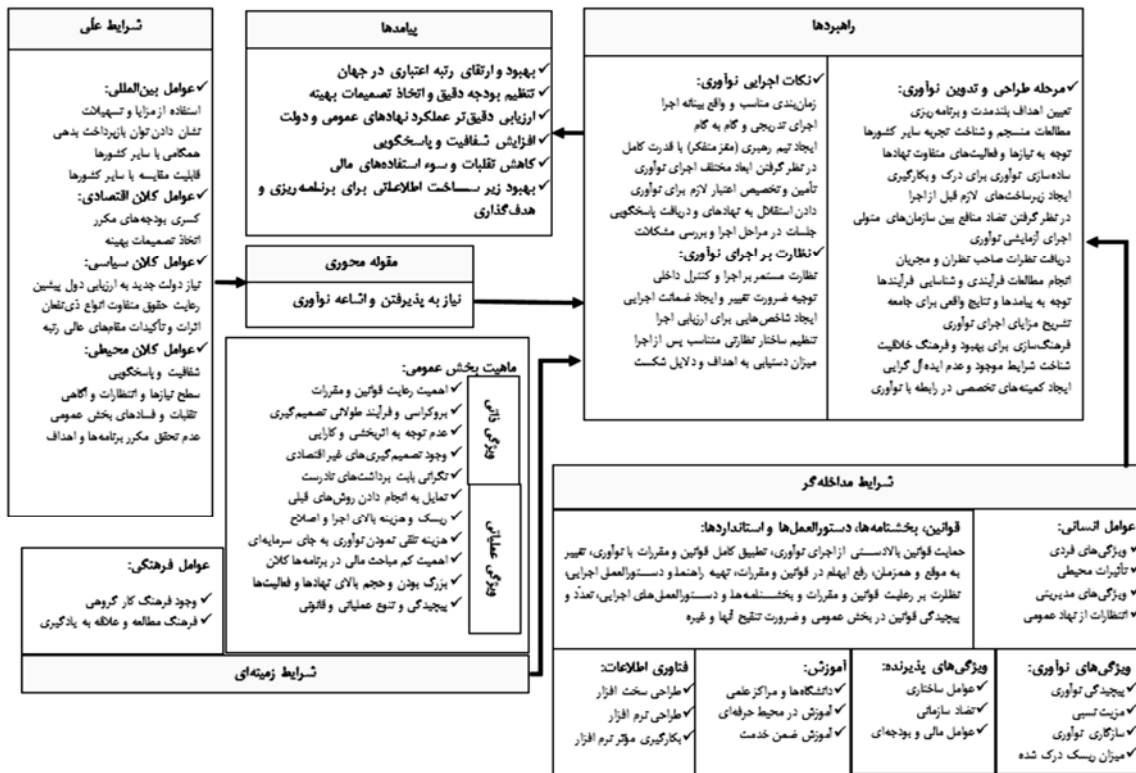 شرایط علّی
✓عوامل بین‌المللی:
استفاده از مزایا و تسهیلات
نشان دادن توان بازپرداخت بدهی
همگامی با سایر کشورها
قابلیت مقایسه با سایر کشورها
✓عوامل کلان اقتصادی:
کسری بودجه‌های مکرر
اتخاذ تصمیمات بهینه
✓عوامل کلان سیاسی:
نیاز دولت جدید به ارزیابی دول پیشین
رعایت حقوق متفاوت انواع ذی‌نفعان
اثرات و تأکیدات مقام‌های عالی رتبه
✓عوامل کلان محیطی:
شفافیت و پاسخگویی
سطح نیازها و انتظارات و آگاهی
تقلبات و فسادهای بخش عمومی
عدم تحقق مکرر برنامه‌ها و اهداف
پیامدها
✓بهبود و ارتقای رتبه اعتباری در جهان
✓تنظیم بودجه دقیق و اتخاذ تصمیمات بهینه
✓ارزیابی دقیق‌تر عملکرد نهادهای عمومی و دولت
✓افزایش شفافیت و پاسخگویی
✓کاهش تقلبات و سوء استفاده‌های مالی
✓بهبود زیر ساخت اطلاعاتی برای برنامه ریزی و
هدف‌گذاری
مقوله محوری
نیاز به پذیرفتن و اشاعه نوآوری
راهبردها
✓مرحله طراحی و تدوین نوآوری:
تعیین اهداف بلندمدت و برنامه ریزی
مطالعات منسجم و شناخت تجربه سایر کشورها
توجه به نیازها و فعالیت‌های متفاوت نهادها
ساده‌سازی نوآوری برای درک و بکارگیری
ایجاد زیرساخت‌های لازم قبل از اجرا
در نظر گرفتن تضاد منافع بین سازمان‌های متولی
اجرای آزمایشی نوآوری
دریافت نظرات صاحب نظران و مجریان
انجام مطالعات فرآیندی و شناسایی فرآیندها
توجه به پیامدها و نتایج واقعی برای جامعه
تشریح مزایای اجرای نوآوری
فرهنگ‌سازی برای بهبود و فرهنگ خلاقیت
شناخت شرایط موجود و عدم ایده‌آل گرایی
ایجاد کمیته‌های تخصصی در رابطه با نوآوری
✓نکات اجرایی نوآوری:
زمان‌بندی مناسب و واقع بینانه اجرا
اجرای تدریجی و گام به گام
ایجاد تیم رهبری (مغز متفکر) با قدرت کامل
در نظر گرفتن ابعاد مختلف اجرای نوآوری
تأمین و تخصیص اعتبار لازم برای نوآوری
دادن استقلال به نهادهای و دریافت پاسخگویی
جلسات در مراحل اجرا و بررسی مشکلات
✓نظارت بر اجرای نوآوری:
نظارت مستمر بر اجرا و کنترل داخلی
توجیه ضرورت تغییر و ایجاد ضمانت اجرایی
ایجاد شاخص‌هایی برای ارزیابی اجرا
تنظیم ساختار نظارتی متناسب پس از اجرا
میزان دستیابی به اهداف و دلایل شکست
ماهیت بخش عمومی:
ویژگی ذاتی
✓اهمیت رعایت قوانین و مقررات
✓بروکراسی و فرآیند طولانی تصمیم‌گیری
✓عدم توجه به اثربخشی و کارایی
✓وجود تصمیم‌گیری‌های غیر اقتصادی
✓نگرانی بابت برداشت‌های نادرست
ویژگی عملیاتی
✓تمایل به انجام دادن روش‌های قبلی
✓ریسک و هزینه بالای اجرا و اصلاح
✓هزینه تلقی نمودن نوآوری به جای سرمایه‌ای
✓اهمیت کم مباحث مالی در برنامه‌ها کلان
✓بزرگ بودن و حجم بالای نهادها و فعالیت‌ها
✓پیچیدگی و تنوع عملیاتی و قانونی
عوامل فرهنگی:
✓وجود فرهنگ کار گروهی
✓فرهنگ مطالعه و علاقه به یادگیری
شرایط زمینه‌ای
شرایط مداخله‌گر
عوامل انسانی:
✓ویژگی‌های فردی
✓تأثیرات محیطی
✓ویژگی‌های مدیریتی
✓انتظارات از نهاد عمومی
قوانین، بخشنامه‌ها، دستورالعمل‌ها و استانداردها:
حمایت قوانین بالادستی از اجرای نوآوری، تطبیق کامل قوانین و مقررات با نوآوری، تغییر
به موقع و همزمان، رفع ابهام در قوانین و مقررات، تهیه راهنما و دستورالعمل اجرایی،
نظارت بر رعایت قوانین و مقررات و بخشنامه‌ها و دستورالعمل‌های اجرایی، تعدّد و
پیچیدگی قوانین در بخش عمومی و ضرورت تنقیح آنها و غیره
ویژگی‌های نوآوری:
✓پیچیدگی نوآوری
✓مزیت نسبی
✓سازگاری نوآوری
✓میزان ریسک درک شده
ویژگی‌های پذیرنده:
✓عوامل ساختاری
✓تضاد سازمانی
✓عوامل مالی و بودجه‌ای
آموزش:
✓دانشگاه‌ها و مراکز علمی
✓آموزش در محیط حرفه‌ای
✓آموزش ضمن خدمت
فناوری اطلاعات:
✓طراحی سخت افزار
✓طراحی نرم افزار
✓بکارگیری مؤثر نرم افزار